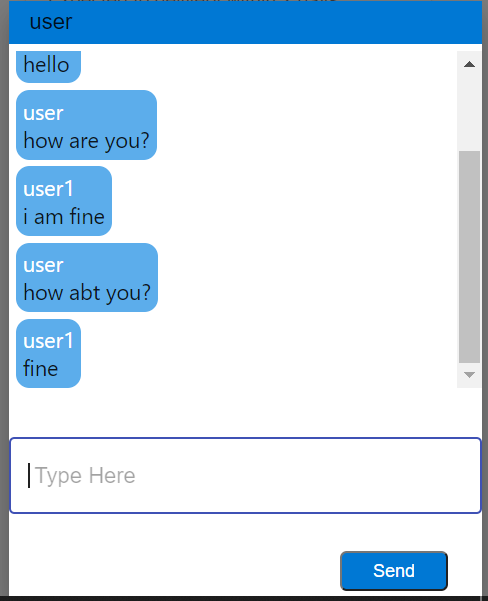 user
hello
user
how are you?
user1
i am fine
user
how abt you?
user1
fine
Type Here
Send